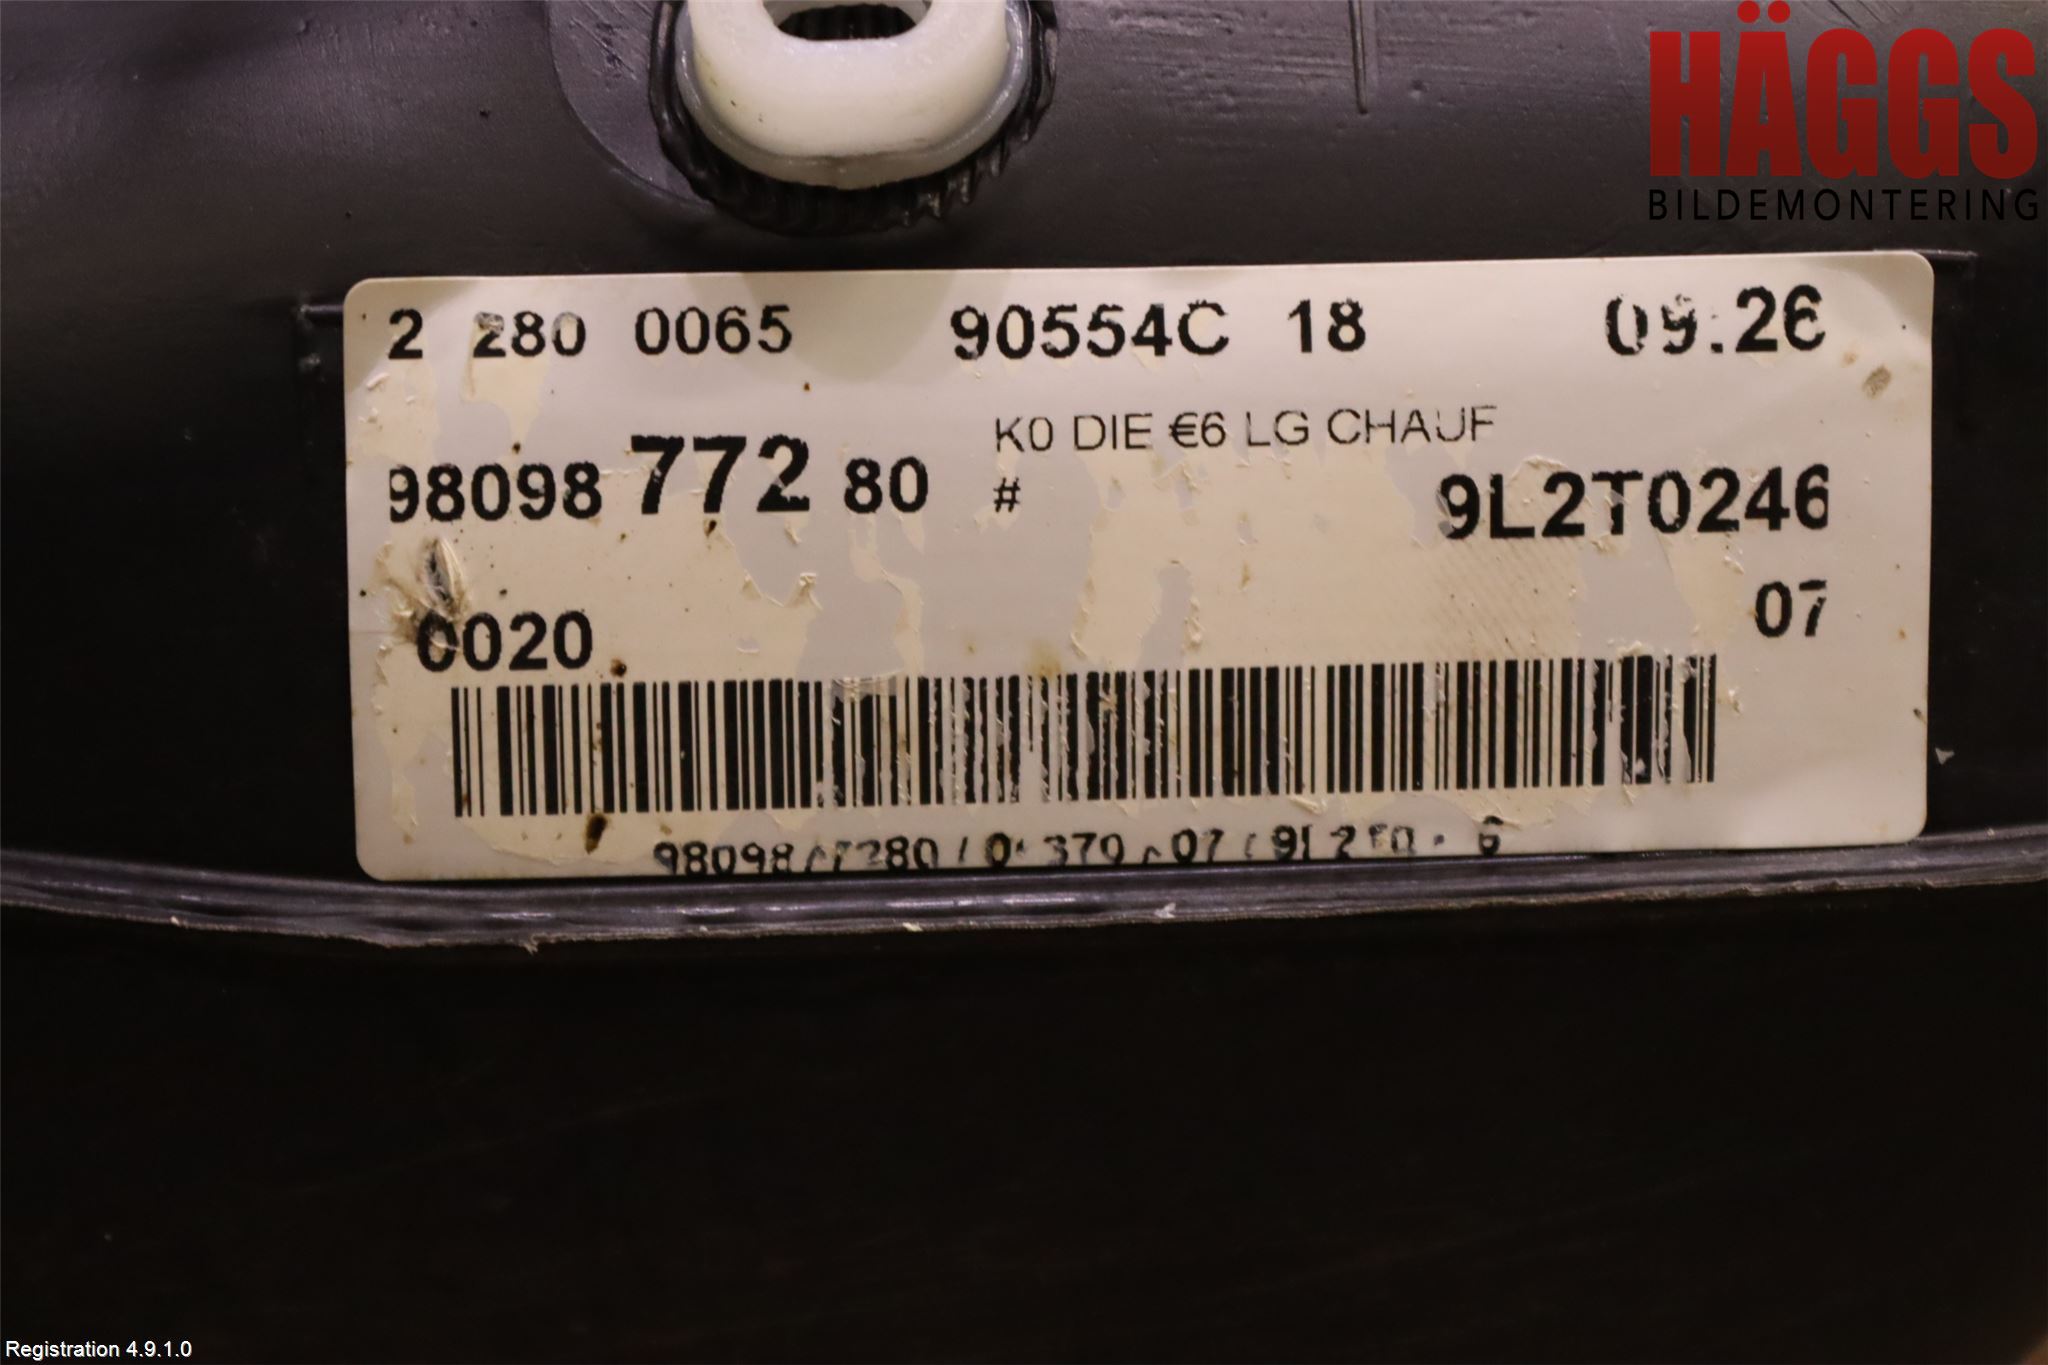 HÄGGS
BILDEMONTERING
2 280 0065 90554C 18 09:26
K0 DIE €6 LG CHAUF
98098 772 80 # 9L2T0246
0020 07
Registration 4.9.1.0